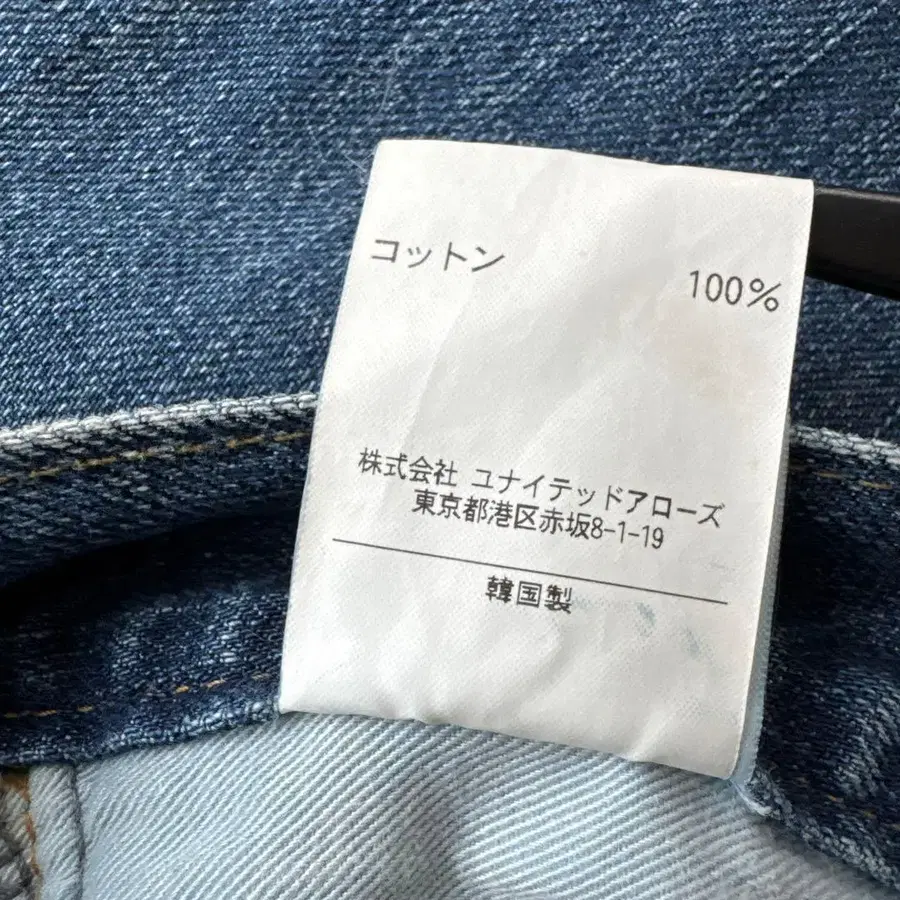 コットン 100%
株式会社 ユナイテッドアローズ
東京都港区赤坂8-1-19
韓国製